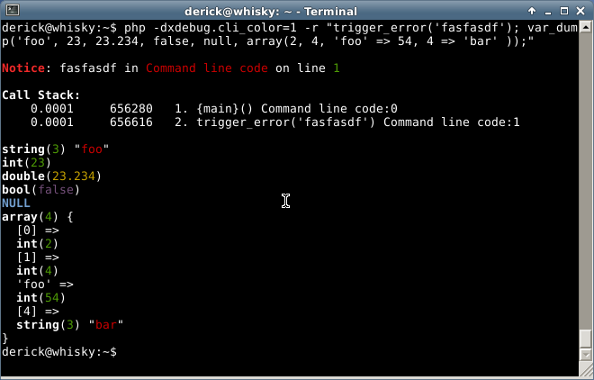 derick@whisky: ~ - Terminal
derick@whisky:~$ php -dxdebug.cli_color=1 -r "trigger_error('fasfasdf'); var_dum
p('foo', 23, 23.234, false, null, array(2, 4, 'foo' => 54, 4 => 'bar' ));"
Notice: fasfasdf in Command line code on line 1
Call Stack:
    0.0001     656280   1. {main}() Command line code:0
    0.0001     656616   2. trigger_error('fasfasdf') Command line code:1
string(3) "foo"
int(23)
double(23.234)
bool(false)
NULL
array(4) {
  [0] =>
  int(2)
  [1] =>
  int(4)
  'foo' =>
  int(54)
  [4] =>
  string(3) "bar"
}
derick@whisky:~$